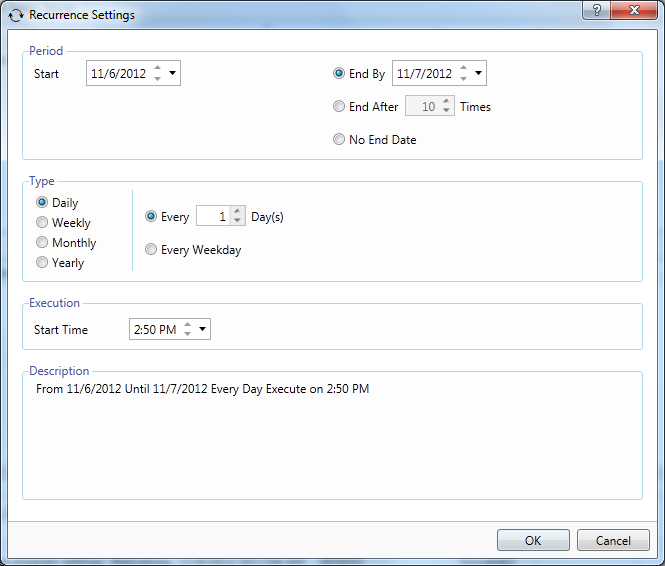 Recurrence Settings
?
Period
Start 11/6/2012 End By 11/7/2012
End After 10 Times
No End Date
Type
Daily
Weekly
Monthly
Yearly
Every 1 Day(s)
Every Weekday
Execution
Start Time 2:50 PM
Description
From 11/6/2012 Until 11/7/2012 Every Day Execute on 2:50 PM
OK Cancel